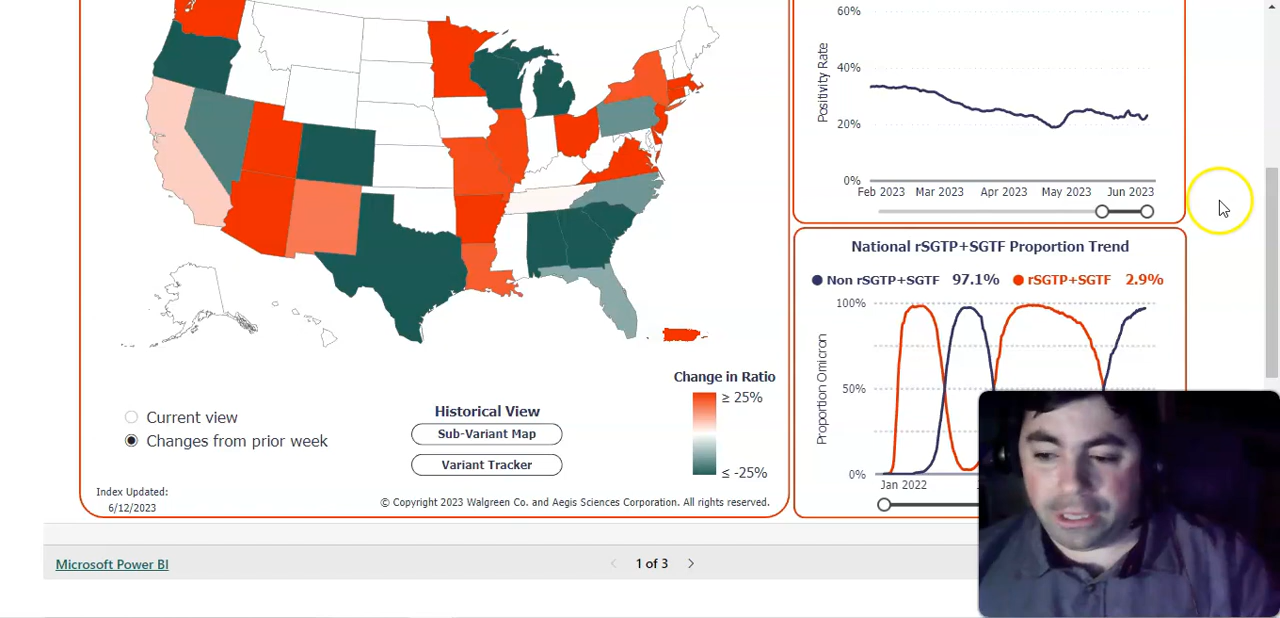 60%
40%
20%
0%
Positivity Rate
Feb 2023 Mar 2023 Apr 2023 May 2023 Jun 2023
National rSGTP+SGTF Proportion Trend
Non rSGTP+SGTF 97.1% rSGTP+SGTF 2.9%
100%
50%
0%
Proportion Omicron
Jan 2022
Change in Ratio
≥ 25%
≤ -25%
Current view
Changes from prior week
Historical View
Sub-Variant Map
Variant Tracker
Index Updated:
6/12/2023
© Copyright 2023 Walgreen Co. and Aegis Sciences Corporation. All rights reserved.
Microsoft Power BI
1 of 3